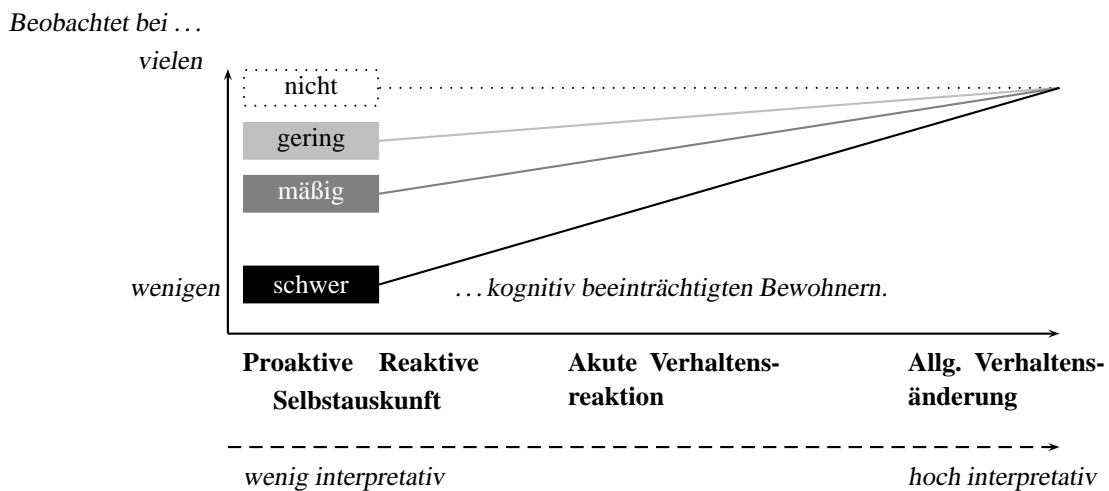 Beobachtet bei …
vielen
nicht
gering
mäßig
wenigen
schwer
… kognitiv beeinträchtigten Bewohnern.
Proaktive Reaktive
Selbstauskunft
Akute Verhaltens-
reaktion
Allg. Verhaltens-
änderung
wenig interpretativ
hoch interpretativ